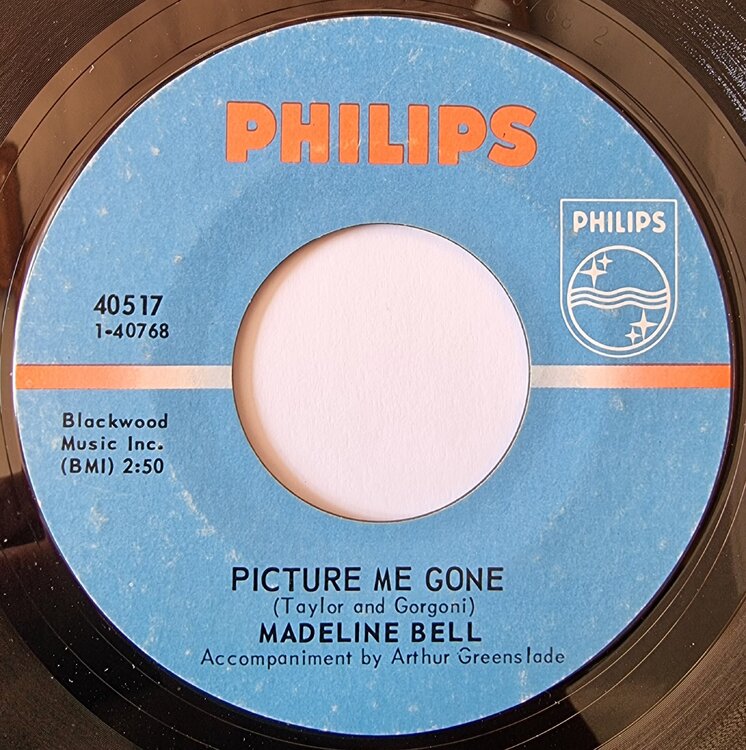 PHILIPS
PHILIPS
40517
1-40768
Blackwood
Music Inc.
(BMI) 2:50
PICTURE ME GONE
(Taylor and Gorgoni)
MADELINE BELL
Accompaniment by Arthur Greenslade